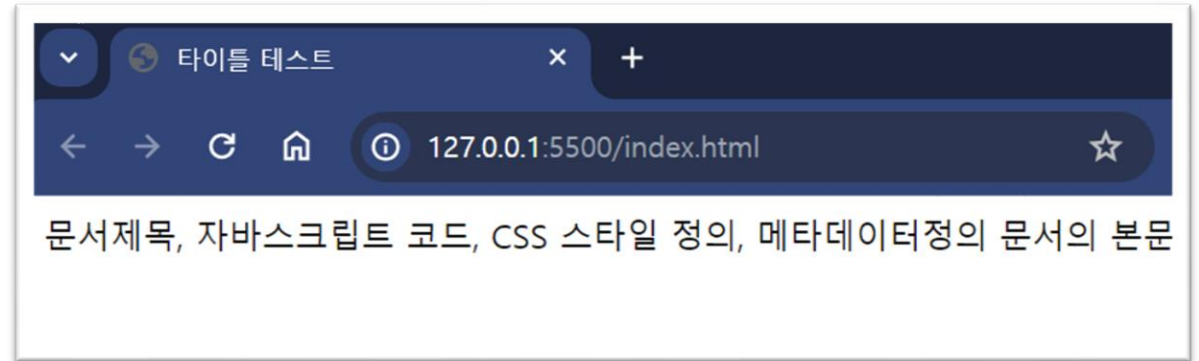 타이틀 테스트
127.0.0.1:5500/index.html
문서제목, 자바스크립트 코드, CSS 스타일 정의, 메타데이터정의 문서의 본문